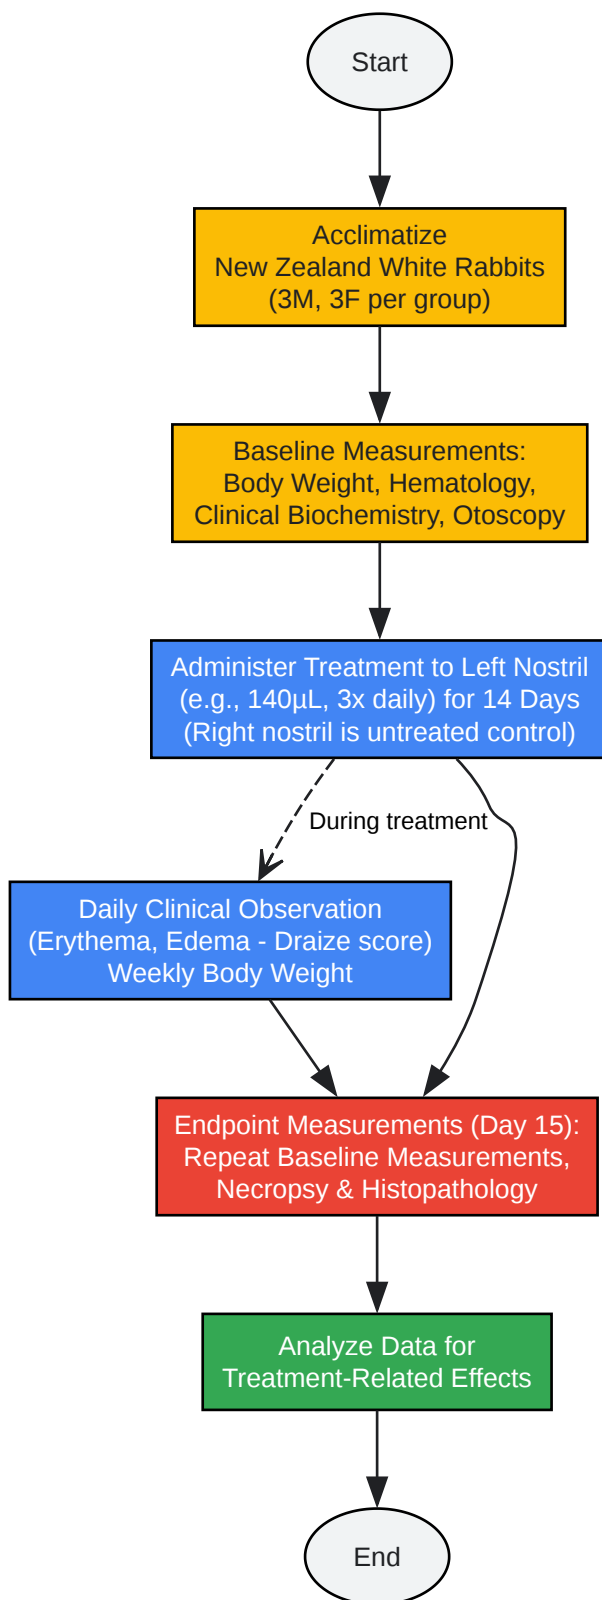 Start
Acclimatize
New Zealand White Rabbits
(3M, 3F per group)
Baseline Measurements:
Body Weight, Hematology,
Clinical Biochemistry, Otoscopy
Administer Treatment to Left Nostril
(e.g., 140µL, 3x daily) for 14 Days
(Right nostril is untreated control)
During treatment
Daily Clinical Observation
(Erythema, Edema - Draize score)
Weekly Body Weight
Endpoint Measurements (Day 15):
Repeat Baseline Measurements,
Necropsy & Histopathology
Analyze Data for
Treatment-Related Effects
End